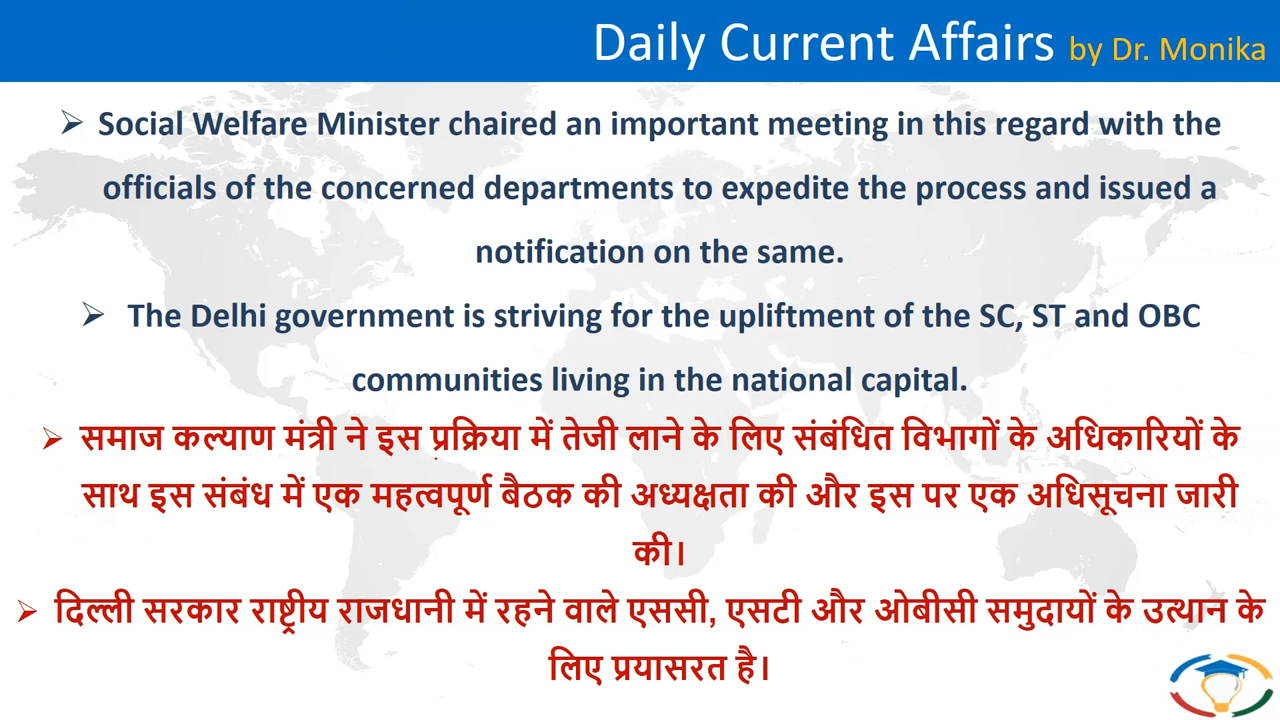 Daily Current Affairs by Dr. Monika
➢ Social Welfare Minister chaired an important meeting in this regard with the
officials of the concerned departments to expedite the process and issued a
notification on the same.
➢ The Delhi government is striving for the upliftment of the SC, ST and OBC
communities living in the national capital.
➢ समाज कल्याण मंत्री ने इस प्रक्रिया में तेजी लाने के लिए संबंधित विभागों के अधिकारियों के
साथ इस संबंध में एक महत्वपूर्ण बैठक की अध्यक्षता की और इस पर एक अधिसूचना जारी
की।
➢ दिल्ली सरकार राष्ट्रीय राजधानी में रहने वाले एससी, एसटी और ओबीसी समुदायों के उत्थान के
लिए प्रयासरत है।